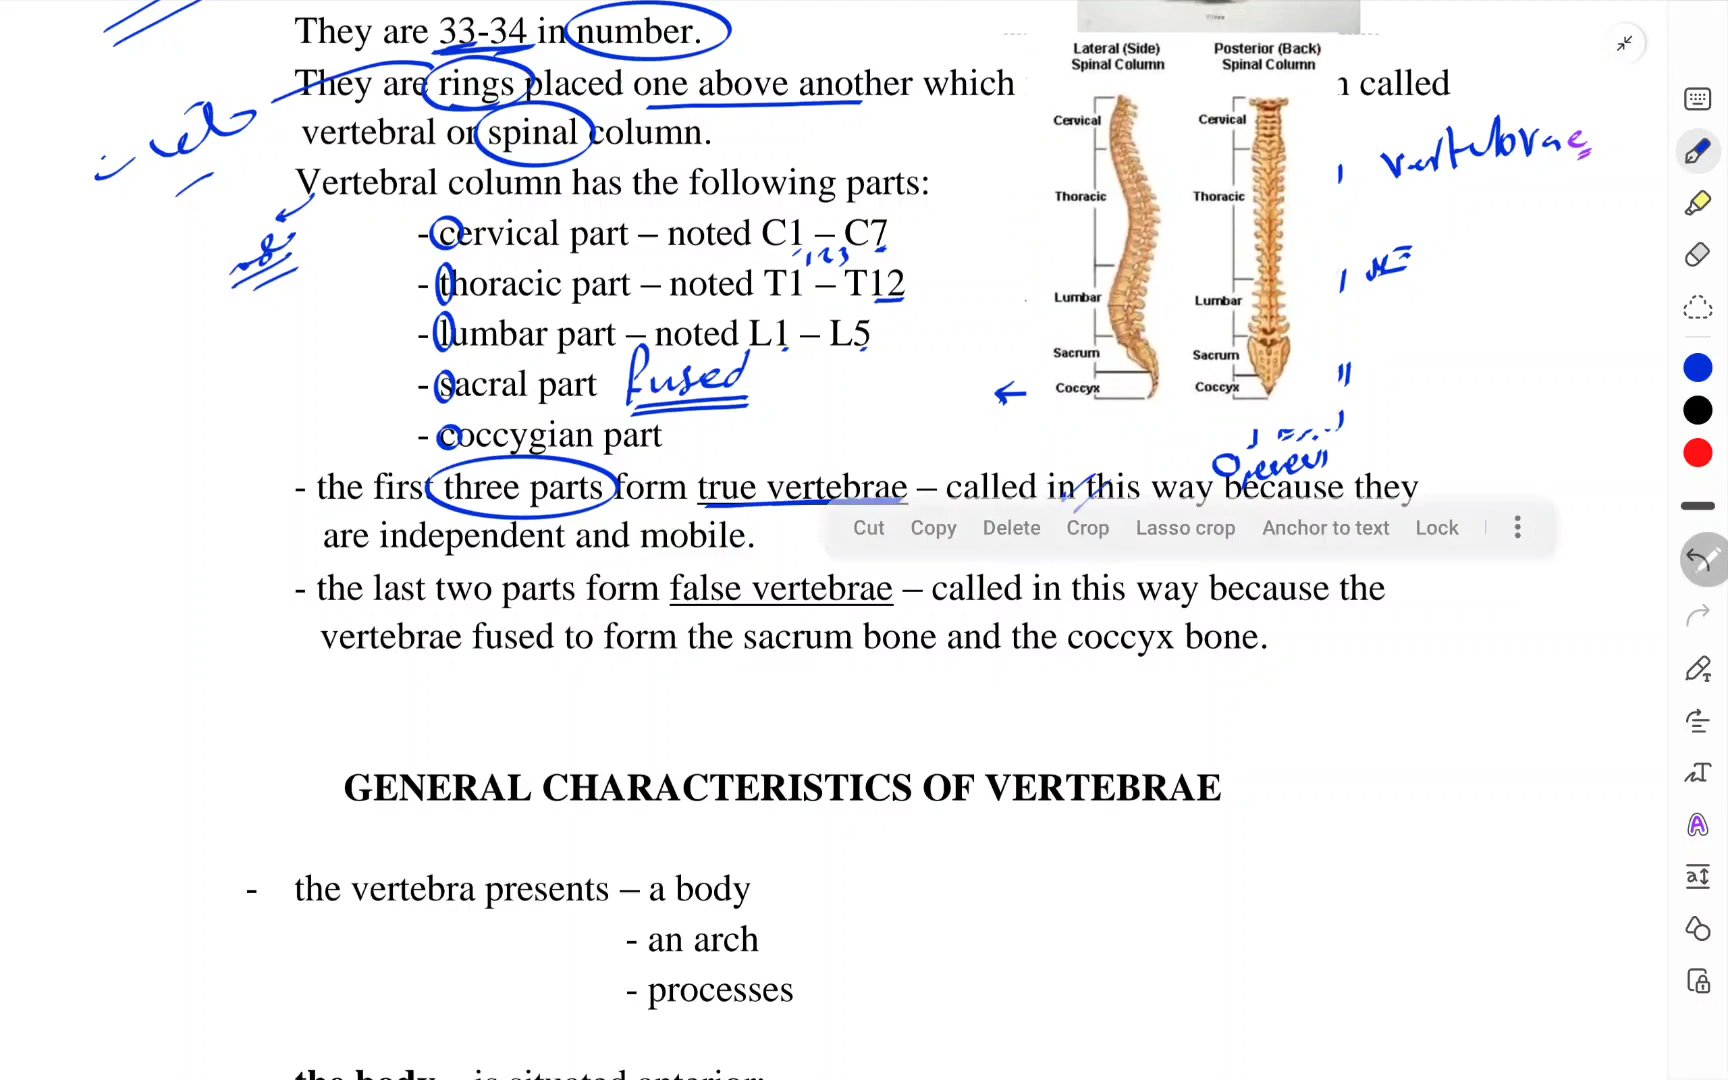 They are 33-34 in number.
They are rings placed one above another which
n called
vertebral or spinal column.
Vertebral column has the following parts:
-cervical part – noted C1 – C7
123
- thoracic part – noted T1 – T12
- lumbar part – noted L1 – L5
- sacral part fused
- coccygian part
- the first three parts form true vertebrae – called in this way because they
are independent and mobile.
- the last two parts form false vertebrae – called in this way because the
vertebrae fused to form the sacrum bone and the coccyx bone.
Lateral (Side)
Spinal Column
Cervical
Thoracic
Lumbar
Sacrum
Coccyx
Posterior (Back)
Spinal Column
Cervical
Thoracic
Lumbar
Sacrum
Coccyx
vertebrae
Cut Copy Delete Crop Lasso crop Anchor to text Lock
GENERAL CHARACTERISTICS OF VERTEBRAE
- the vertebra presents – a body
- an arch
- processes
the body – is situated anterior;